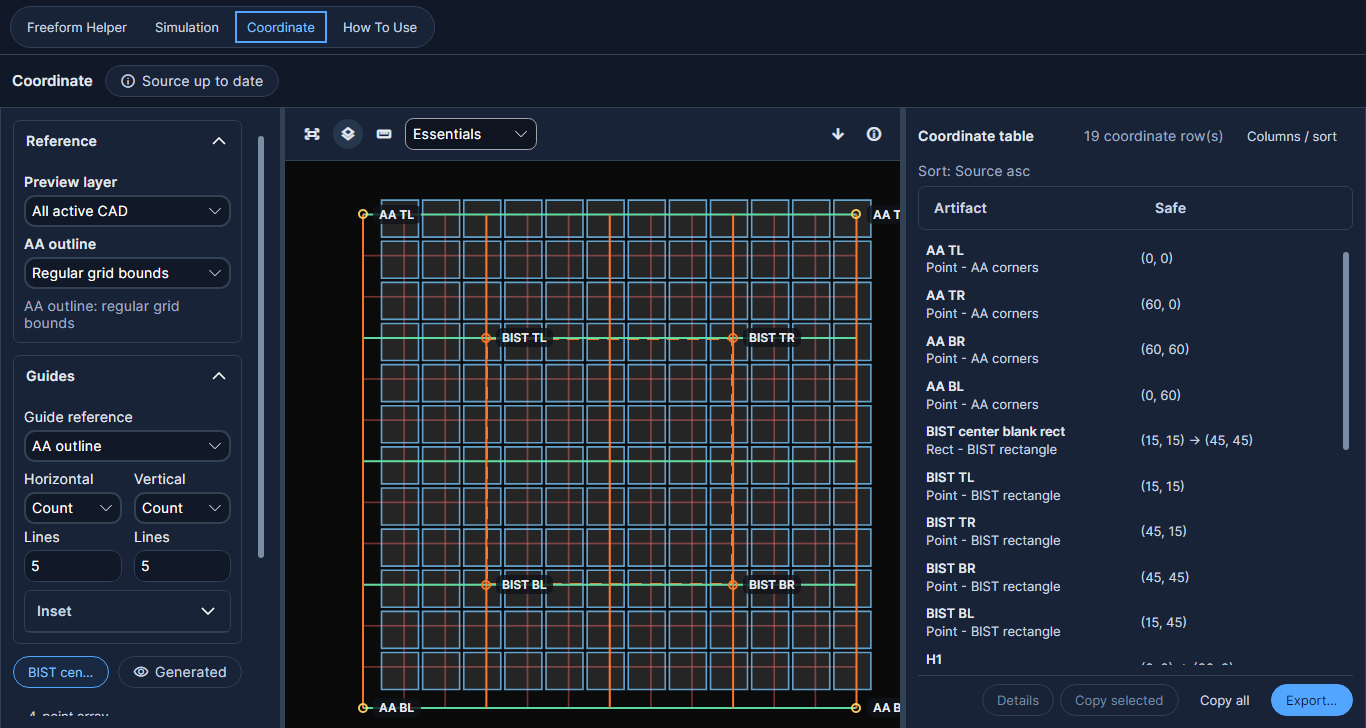 Freeform Helper Simulation Coordinate How To Use
Coordinate Source up to date
Reference
Preview layer
All active CAD
AA outline
Regular grid bounds
AA outline: regular grid
bounds
Guides
Guide reference
AA outline
Horizontal Vertical
Count Count
Lines Lines
5 5
Inset
BIST cen... Generated
4-point array
Essentials
AA TL AA T
BIST TL BIST TR
BIST BL BIST BR
AA BL AA B
Coordinate table 19 coordinate row(s) Columns / sort
Sort: Source asc
Artifact Safe
AA TL
Point - AA corners (0, 0)
AA TR
Point - AA corners (60, 0)
AA BR
Point - AA corners (60, 60)
AA BL
Point - AA corners (0, 60)
BIST center blank rect
Rect - BIST rectangle (15, 15) → (45, 45)
BIST TL
Point - BIST rectangle (15, 15)
BIST TR
Point - BIST rectangle (45, 15)
BIST BR
Point - BIST rectangle (45, 45)
BIST BL
Point - BIST rectangle (15, 45)
H1
Details Copy selected Copy all Export...